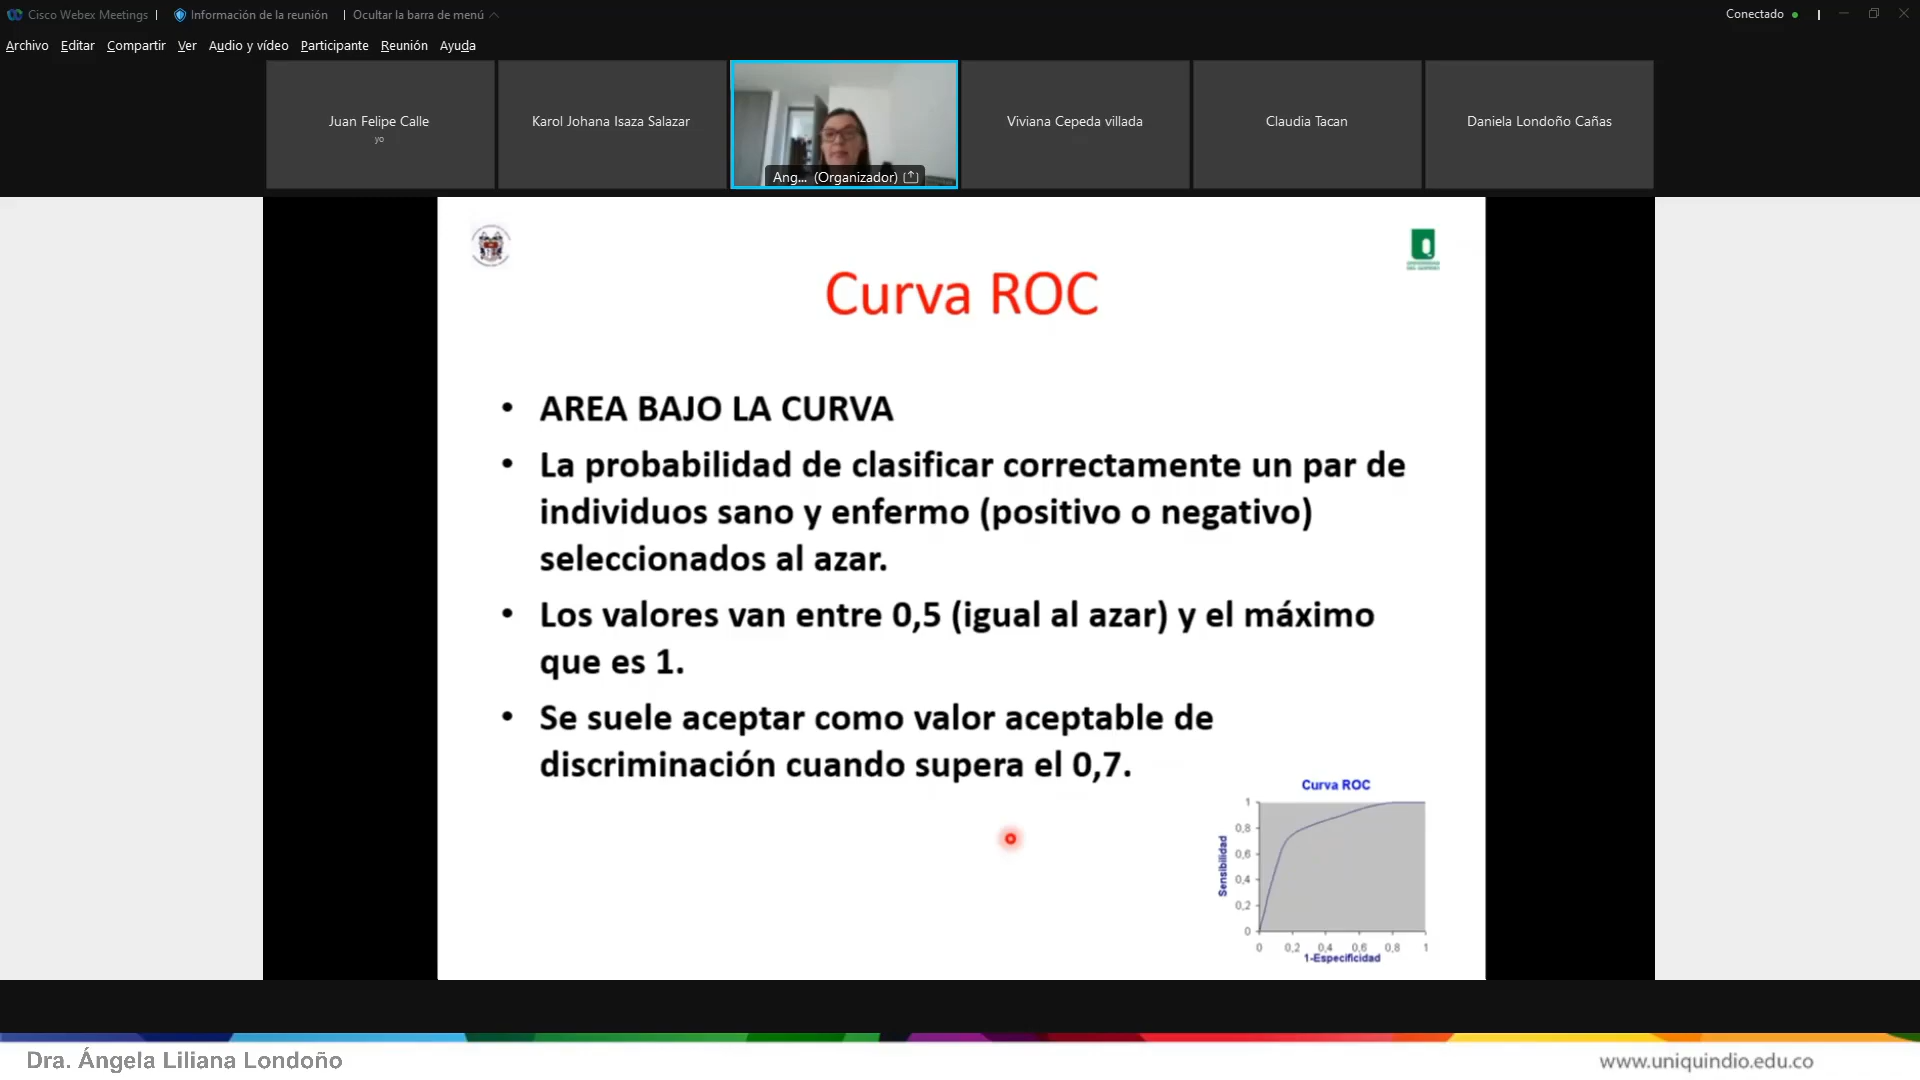 Cisco Webex Meetings | Información de la reunión | Ocultar la barra de menú
Conectado
Archivo Editar Compartir Ver Audio y vídeo Participante Reunión Ayuda
Juan Felipe Calle
yo
Karol Johana Isaza Salazar
Ang... (Organizador)
Viviana Cepeda villada
Claudia Tacan
Daniela Londoño Cañas
UNIVERSIDAD
DEL QUINDÍO
Curva ROC
• AREA BAJO LA CURVA
• La probabilidad de clasificar correctamente un par de
individuos sano y enfermo (positivo o negativo)
seleccionados al azar.
• Los valores van entre 0,5 (igual al azar) y el máximo
que es 1.
• Se suele aceptar como valor aceptable de
discriminación cuando supera el 0,7.
Curva ROC
Sensibilidad
1
0,8
0,6
0,4
0,2
0
0 0,2 0,4 0,6 0,8 1
1-Especificidad
Dra. Ángela Liliana Londoño
www.uniquindio.edu.co